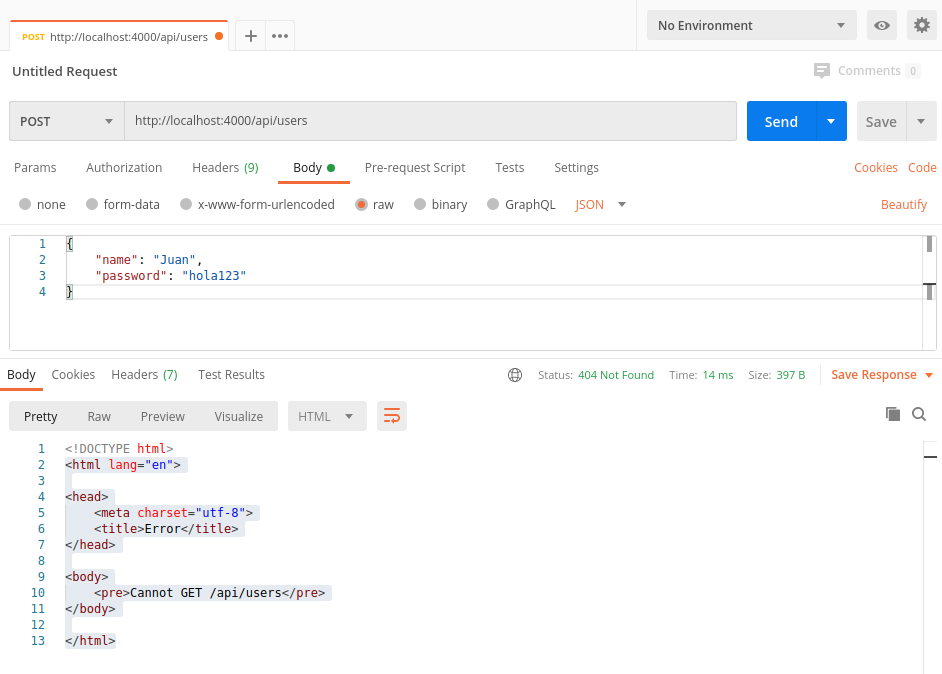 POST http://localhost:4000/api/users
No Environment
Untitled Request
Comments 0
POST http://localhost:4000/api/users Send Save
Params Authorization Headers (9) Body Pre-request Script Tests Settings Cookies Code
none form-data x-www-form-urlencoded raw binary GraphQL JSON Beautify
1 {
2 "name": "Juan",
3 "password": "hola123"
4 }
Body Cookies Headers (7) Test Results Status: 404 Not Found Time: 14 ms Size: 397 B Save Response
Pretty Raw Preview Visualize HTML
1 <!DOCTYPE html>
2 <html lang="en">
3
4 <head>
5 <meta charset="utf-8">
6 <title>Error</title>
7 </head>
8
9 <body>
10 <pre>Cannot GET /api/users</pre>
11 </body>
12
13 </html>